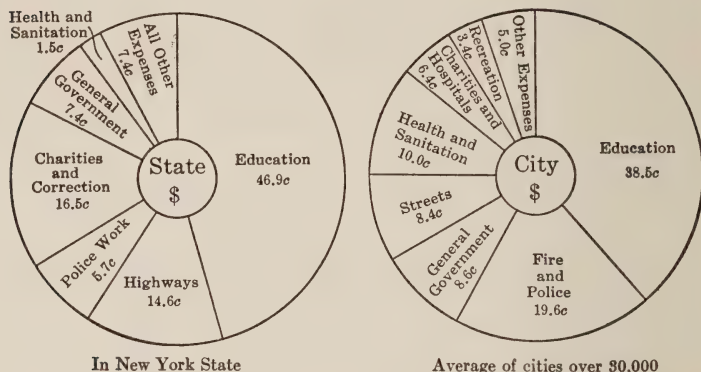 Health and
Sanitation
1.5c
All Other
Expenses
7.4c
General
Government
7.4c
Charities
and
Correction
16.5c
Police Work
5.7c
Highways
14.6c
Education
46.9c
State
$
In New York State
Other Expenses
5.0c
Recreation
3.4c
Charities and
Hospitals
6.4c
Health and
Sanitation
10.0c
Streets
8.4c
General
Government
8.6c
Fire
and
Police
19.6c
Education
38.5c
City
$
Average of cities over 30,000